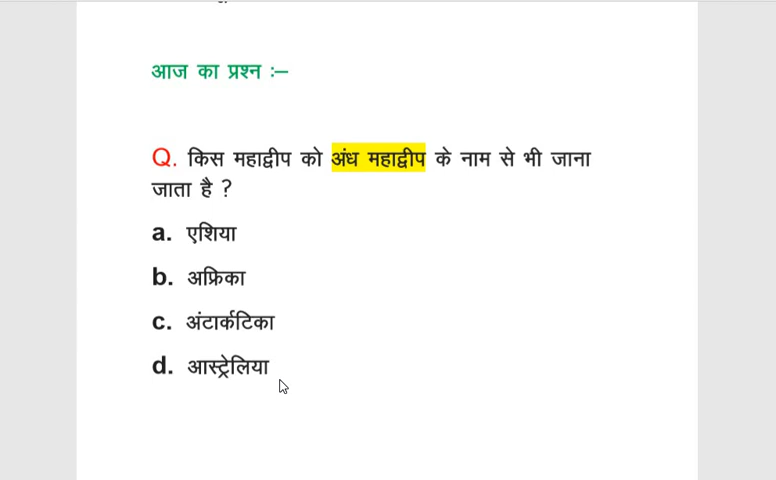 आज का प्रश्न :–
Q. किस महाद्वीप को अंध महाद्वीप के नाम से भी जाना
जाता है ?
a. एशिया
b. अफ्रिका
c. अंटार्कटिका
d. आस्ट्रेलिया